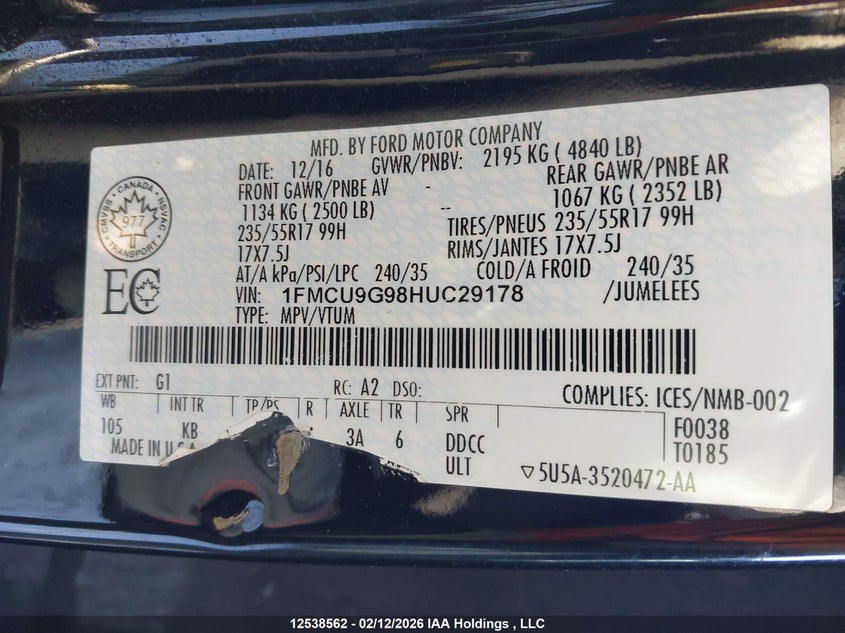 MFD. BY FORD MOTOR COMPANY
DATE: 12/16 GVWR/PNBV: 2195 KG ( 4840 LB)
FRONT GAWR/PNBE AV - REAR GAWR/PNBE AR
1134 KG ( 2500 LB) -- 1067 KG ( 2352 LB)
235/55R17 99H TIRES/PNEUS 235/55R17 99H
17X7.5J RIMS/JANTES 17X7.5J
AT/A kPa/PSI/LPC 240/35 COLD/A FROID 240/35
VIN: 1FMCU9G98HUC29178 /JUMELEES
TYPE: MPV/VTUM
CANADA
CMVSS
NSVAC
977
TRANSPORT
EC
EXT PNT: G1 RC: A2 DSO: COMPLIES: ICES/NMB-002
WB INT TR TP/PS R AXLE TR SPR F0038
105 KB 3A 6 DDCC T0185
MADE IN U.S.A. ULT ▽5U5A-3520472-AA
12538562 - 02/12/2026 IAA Holdings , LLC